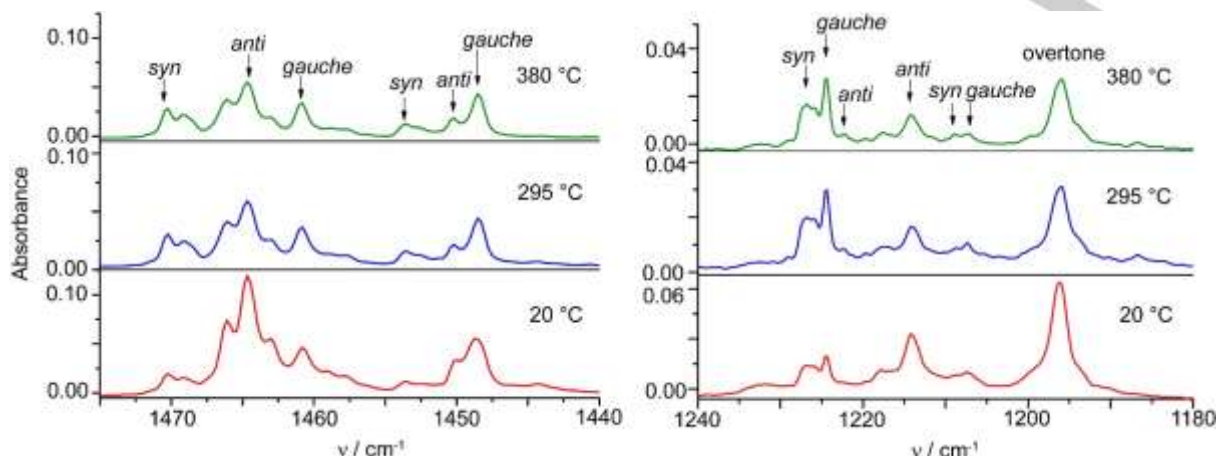 0.10
syn
anti
gauche
syn
anti
gauche
380 °C
0.00
0.10
295 °C
0.00
0.10
20 °C
0.00
Absorbance
1470
1460
1450
1440
ν / cm-1
0.04
syn
gauche
anti
anti
syn gauche
overtone
380 °C
0.00
0.04
295 °C
0.00
0.06
20 °C
0.00
1240
1220
1200
1180
ν / cm-1